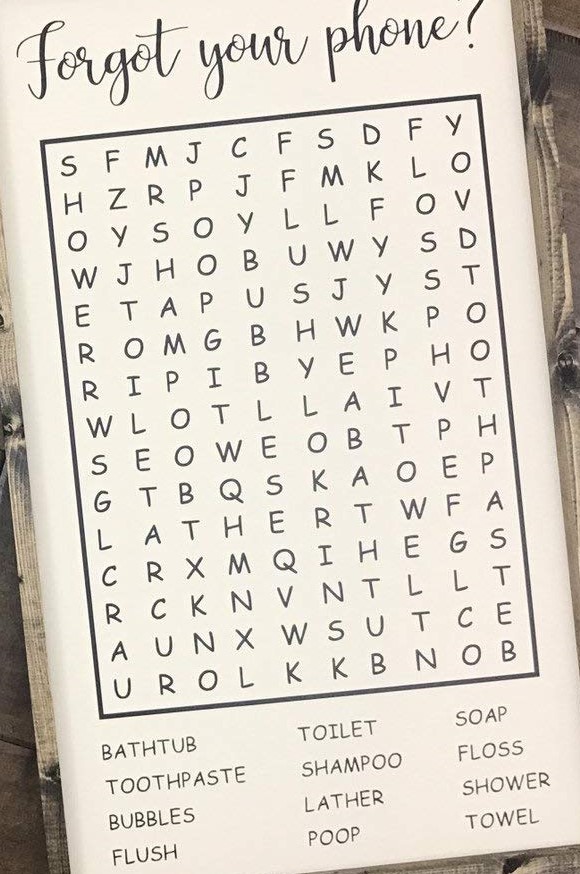 Forgot your phone?
S F M J C F S D F Y
H Z R P J F M K L O
O Y S O Y L L F O V
W J H O B U W Y S D
E T A P U S J Y S T
R O M G B H W K P O
R I P I B Y E P H O
W L O T L L A I V T
S E O W E O B T P H
G T B Q S K A O E P
L A T H E R T W F A
C R X M Q I H E G S
R C K N V N T L L T
A U N X W S U T C E
U R O L K K B N O B
BATHTUB
TOOTHPASTE
BUBBLES
FLUSH
TOILET
SHAMPOO
LATHER
POOP
SOAP
FLOSS
SHOWER
TOWEL